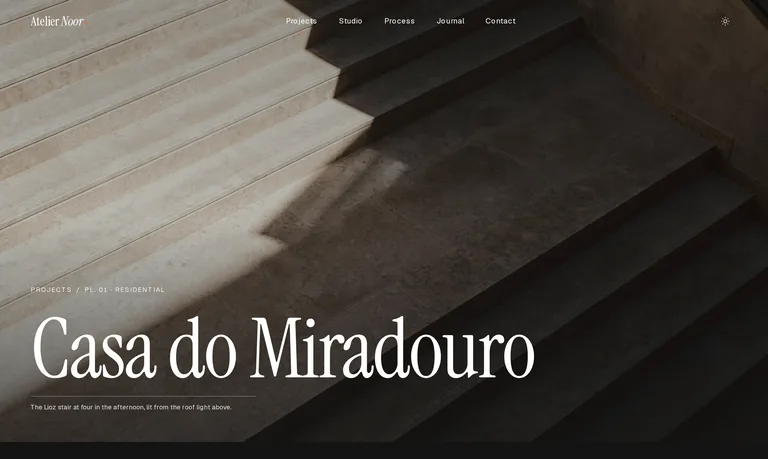 Atelier Noor
Projects Studio Process Journal Contact
PROJECTS / PL. 01 - RESIDENTIAL
Casa do Miradouro
The Lioz stair at four in the afternoon, lit from the roof light above.